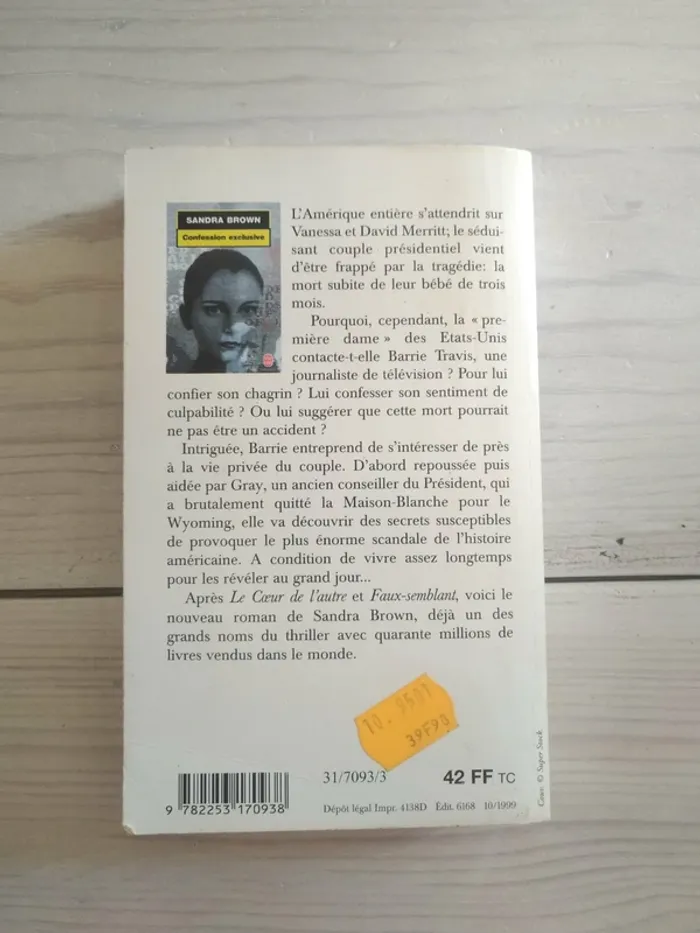 SANDRA BROWN
Confession exclusive
L'Amérique entière s'attendrit sur
Vanessa et David Merritt; le sédui-
sant couple présidentiel vient
d'être frappé par la tragédie: la
mort subite de leur bébé de trois
mois.
Pourquoi, cependant, la « pre-
mière dame » des Etats-Unis
contacte-t-elle Barrie Travis, une
journaliste de télévision ? Pour lui
confier son chagrin ? Lui confesser son sentiment de
culpabilité ? Ou lui suggérer que cette mort pourrait
ne pas être un accident ?
Intriguée, Barrie entreprend de s'intéresser de près
à la vie privée du couple. D'abord repoussée puis
aidée par Gray, un ancien conseiller du Président, qui
a brutalement quitté la Maison-Blanche pour le
Wyoming, elle va découvrir des secrets susceptibles
de provoquer le plus énorme scandale de l'histoire
américaine. A condition de vivre assez longtemps
pour les révéler au grand jour...
Après Le Cœur de l'autre et Faux-semblant, voici le
nouveau roman de Sandra Brown, déjà un des
grands noms du thriller avec quarante millions de
livres vendus dans le monde.
10. 9501
39F90
31/7093/3
42 FF TC
9 782253 170938
Dépôt légal Impr. 4138D Édit. 6168 10/1999
Couv. © Super Stock.